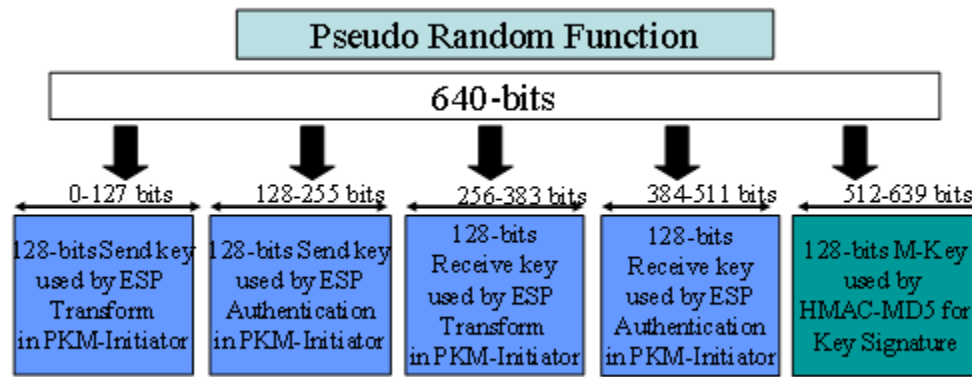 Pseudo Random Function
640-bits
0-127 bits
128-255 bits
256-383 bits
384-511 bits
512-639 bits
128-bits Send key
used by ESP
Transform
in PKM-Initiator
128-bits Send key
used by ESP
Authentication
in PKM-Initiator
128-bits
Receive key
used by ESP
Transform
in PKM-Initiator
128-bits
Receive key
used by ESP
Authentication
in PKM-Initiator
128-bits M-Key
used by
HMAC-MD5 for
Key Signature